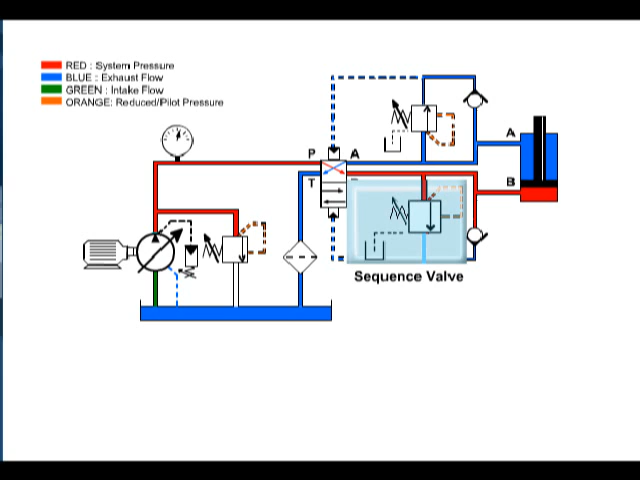 RED : System Pressure
BLUE : Exhaust Flow
GREEN : Intake Flow
ORANGE: Reduced/Pilot Pressure
A
P A
T
B
Sequence Valve